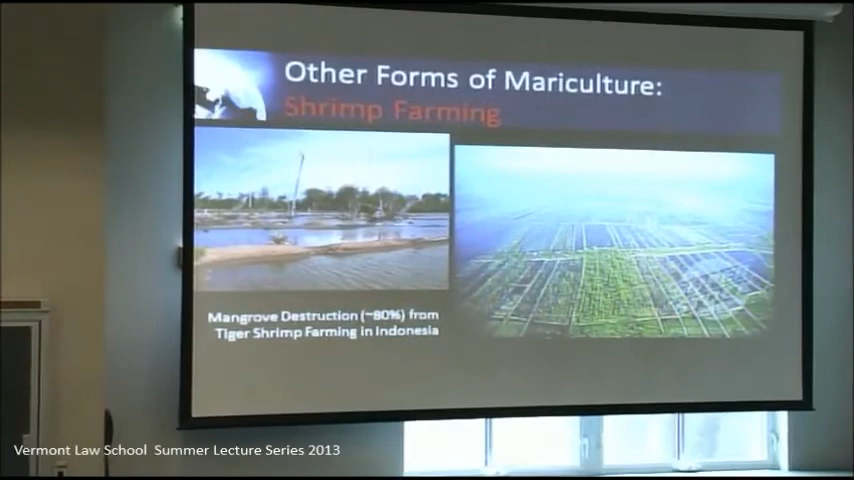 Other Forms of Mariculture:
Shrimp Farming
Mangrove Destruction (~80%) from
Tiger Shrimp Farming in Indonesia
Vermont Law School  Summer Lecture Series 2013